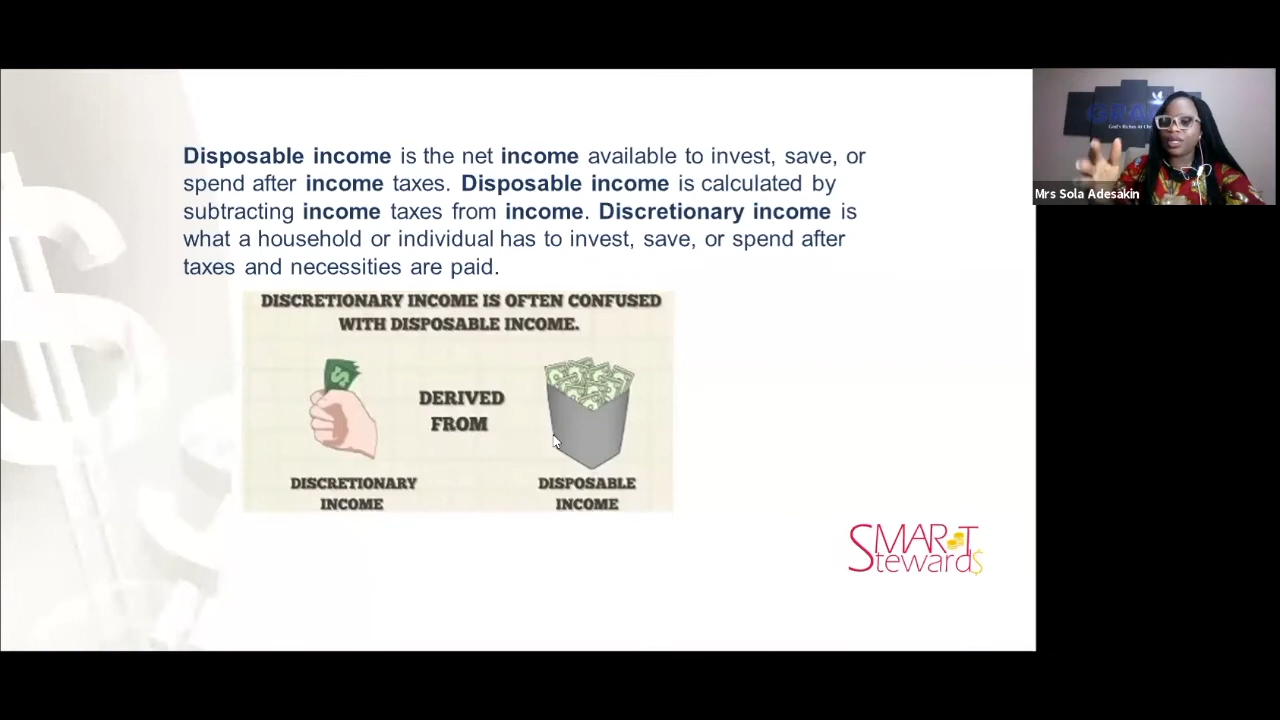 Disposable income is the net income available to invest, save, or
spend after income taxes. Disposable income is calculated by
subtracting income taxes from income. Discretionary income is
what a household or individual has to invest, save, or spend after
taxes and necessities are paid.
DISCRETIONARY INCOME IS OFTEN CONFUSED
WITH DISPOSABLE INCOME.
DERIVED
FROM
DISCRETIONARY
INCOME
DISPOSABLE
INCOME
SMART
Stewards
God's Riches At
Mrs Sola Adesakin